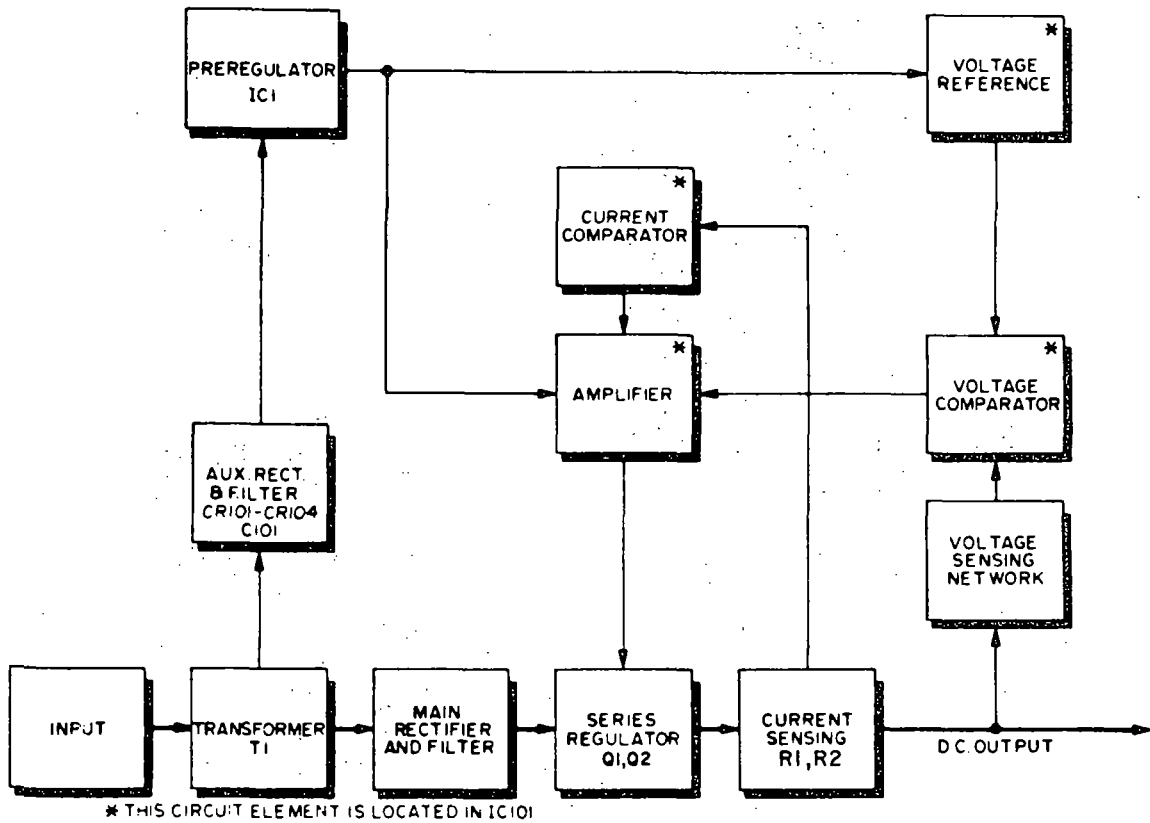 PREREGULATOR
IC1
*
VOLTAGE
REFERENCE
*
CURRENT
COMPARATOR
*
AMPLIFIER
*
VOLTAGE
COMPARATOR
AUX. RECT.
& FILTER
CR101-CR104
C101
VOLTAGE
SENSING
NETWORK
INPUT
TRANSFORMER
T1
MAIN
RECTIFIER
AND FILTER
SERIES
REGULATOR
Q1,Q2
CURRENT
SENSING
R1,R2
D.C. OUTPUT
* THIS CIRCUIT ELEMENT IS LOCATED IN IC101